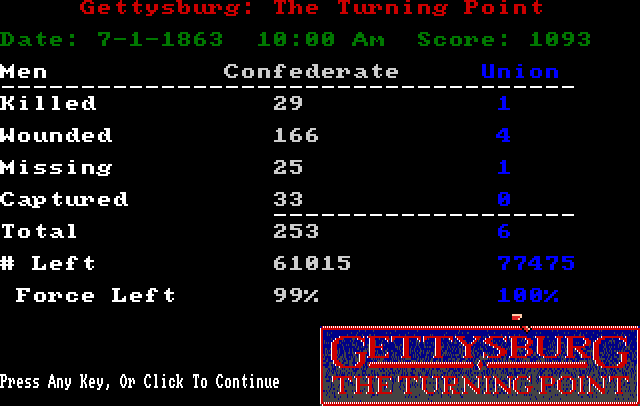 Gettysburg: The Turning Point
Date: 7-1-1863 10:00 Am Score: 1093
Men Confederate Union
Killed 29 1
Wounded 166 4
Missing 25 1
Captured 33 0
Total 253 6
# Left 61015 77475
Force Left 99% 100%
GETTYSBURG
THE TURNING POINT
Press Any Key, Or Click To Continue